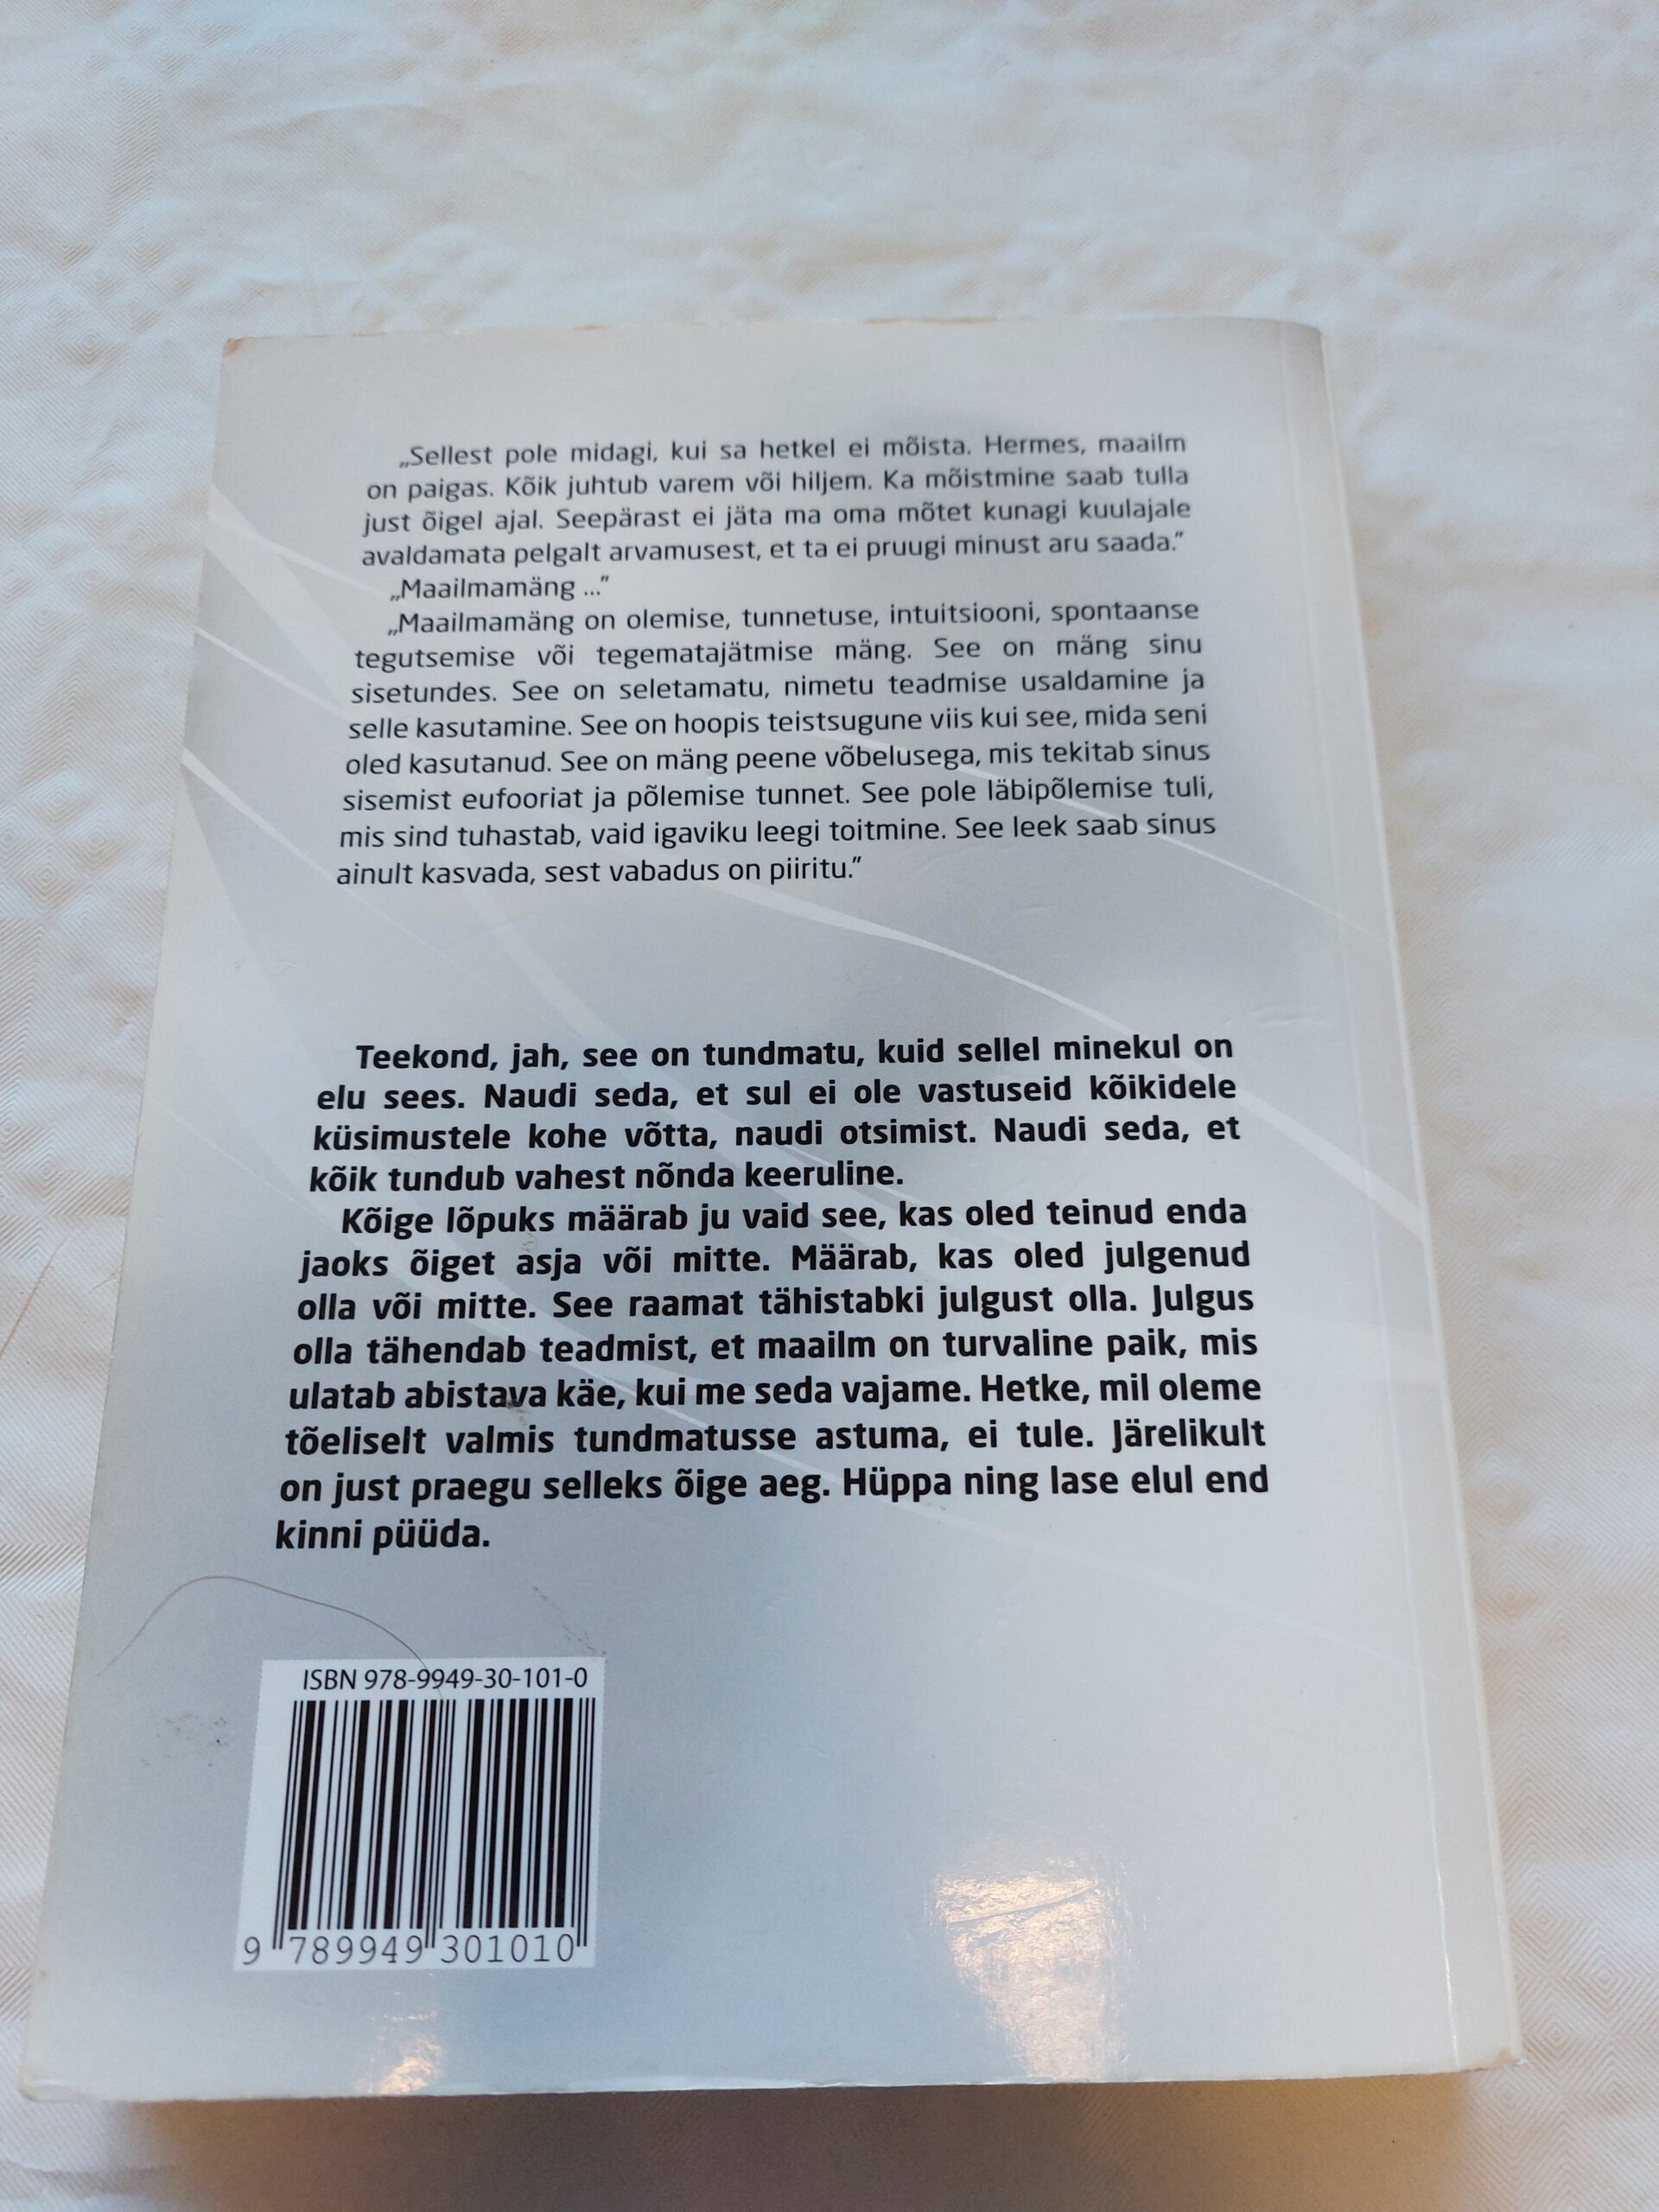 „Sellest pole midagi, kui sa hetkel ei mõista. Hermes, maailm
on paigas. Kõik juhtub varem või hiljem. Ka mõistmine saab tulla
just õigel ajal. Seepärast ei jäta ma oma mõtet kunagi kuulajale
avaldamata pelgalt arvamusest, et ta ei pruugi minust aru saada.”
„Maailmamäng ...”
„Maailmamäng on olemise, tunnetuse, intuitsiooni, spontaanse
tegutsemise või tegematajätmise mäng. See on mäng sinu
sisetundes. See on seletamatu, nimetu teadmise usaldamine ja
selle kasutamine. See on hoopis teistsugune viis kui see, mida seni
oled kasutanud. See on mäng peene võbelusega, mis tekitab sinus
sisemist eufooriat ja põlemise tunnet. See pole läbipõlemise tuli,
mis sind tuhastab, vaid igaviku leegi toitmine. See leek saab sinus
ainult kasvada, sest vabadus on piiritu.”
Teekond, jah, see on tundmatu, kuid sellel minekul on
elu sees. Naudi seda, et sul ei ole vastuseid kõikidele
küsimustele kohe võtta, naudi otsimist. Naudi seda, et
kõik tundub vahest nõnda keeruline.
Kõige lõpuks määrab ju vaid see, kas oled teinud enda
jaoks õiget asja või mitte. Määrab, kas oled julgenud
olla või mitte. See raamat tähistabki julgust olla. Julgus
olla tähendab teadmist, et maailm on turvaline paik, mis
ulatab abistava käe, kui me seda vajame. Hetke, mil oleme
tõeliselt valmis tundmatusse astuma, ei tule. Järelikult
on just praegu selleks õige aeg. Hüppa ning lase elul end
kinni püüda.
ISBN 978-9949-30-101-0
9 789949 301010